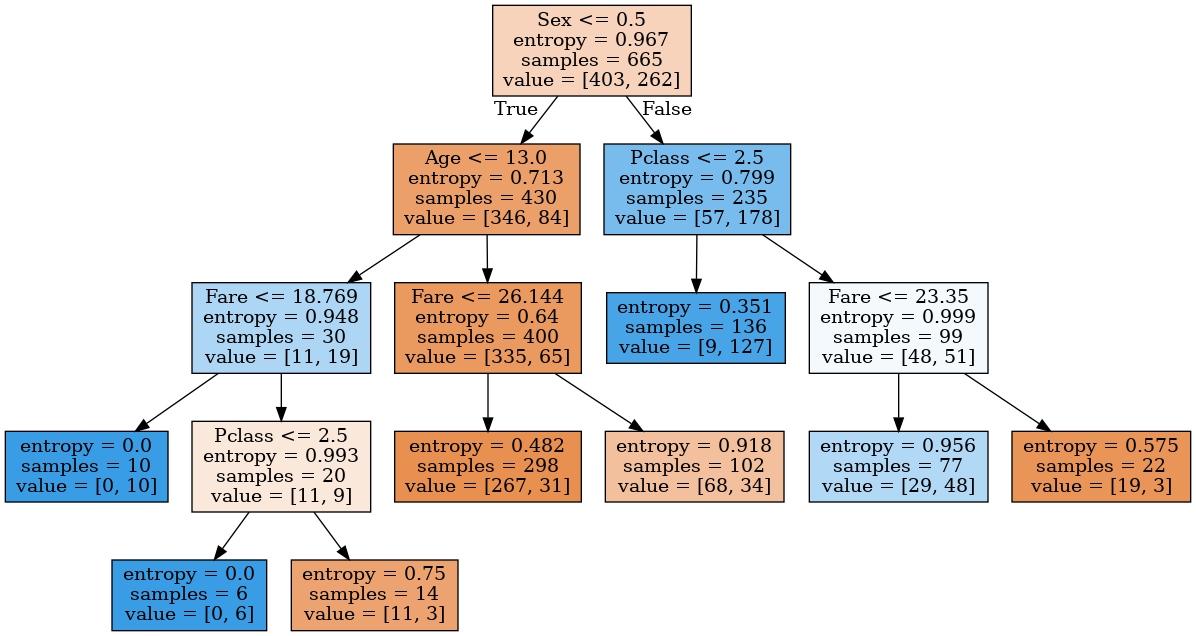 Sex <= 0.5
entropy = 0.967
samples = 665
value = [403, 262]
True
False
Age <= 13.0
entropy = 0.713
samples = 430
value = [346, 84]
Pclass <= 2.5
entropy = 0.799
samples = 235
value = [57, 178]
Fare <= 18.769
entropy = 0.948
samples = 30
value = [11, 19]
Fare <= 26.144
entropy = 0.64
samples = 400
value = [335, 65]
entropy = 0.351
samples = 136
value = [9, 127]
Fare <= 23.35
entropy = 0.999
samples = 99
value = [48, 51]
entropy = 0.0
samples = 10
value = [0, 10]
Pclass <= 2.5
entropy = 0.993
samples = 20
value = [11, 9]
entropy = 0.482
samples = 298
value = [267, 31]
entropy = 0.918
samples = 102
value = [68, 34]
entropy = 0.956
samples = 77
value = [29, 48]
entropy = 0.575
samples = 22
value = [19, 3]
entropy = 0.0
samples = 6
value = [0, 6]
entropy = 0.75
samples = 14
value = [11, 3]